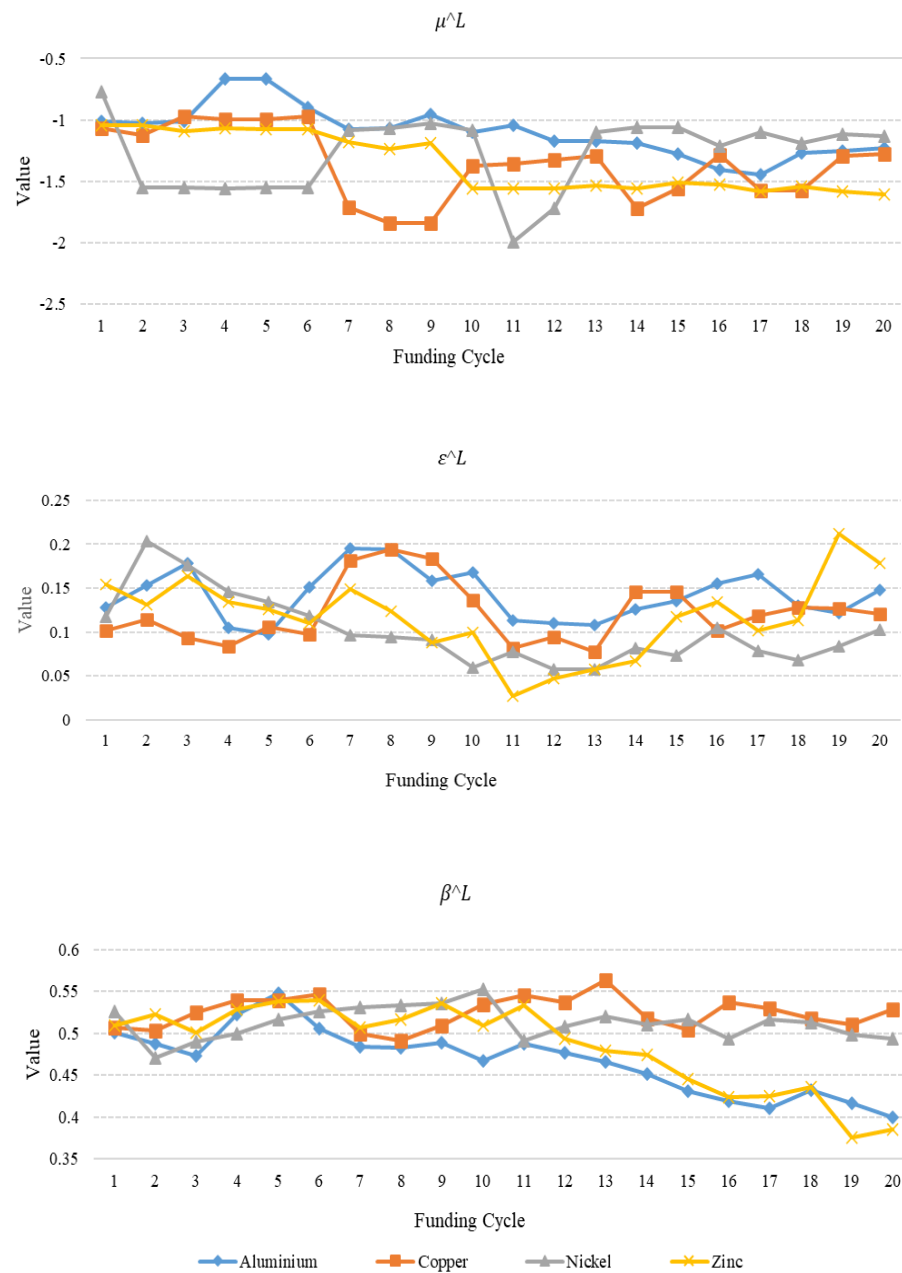 μ^L
-0.5
-1
-1.5
-2
-2.5
Value
1 2 3 4 5 6 7 8 9 10 11 12 13 14 15 16 17 18 19 20
Funding Cycle
ε^L
0.25
0.2
0.15
0.1
0.05
0
Value
1 2 3 4 5 6 7 8 9 10 11 12 13 14 15 16 17 18 19 20
Funding Cycle
β^L
0.6
0.55
0.5
0.45
0.4
0.35
Value
1 2 3 4 5 6 7 8 9 10 11 12 13 14 15 16 17 18 19 20
Funding Cycle
Aluminium Copper Nickel Zinc